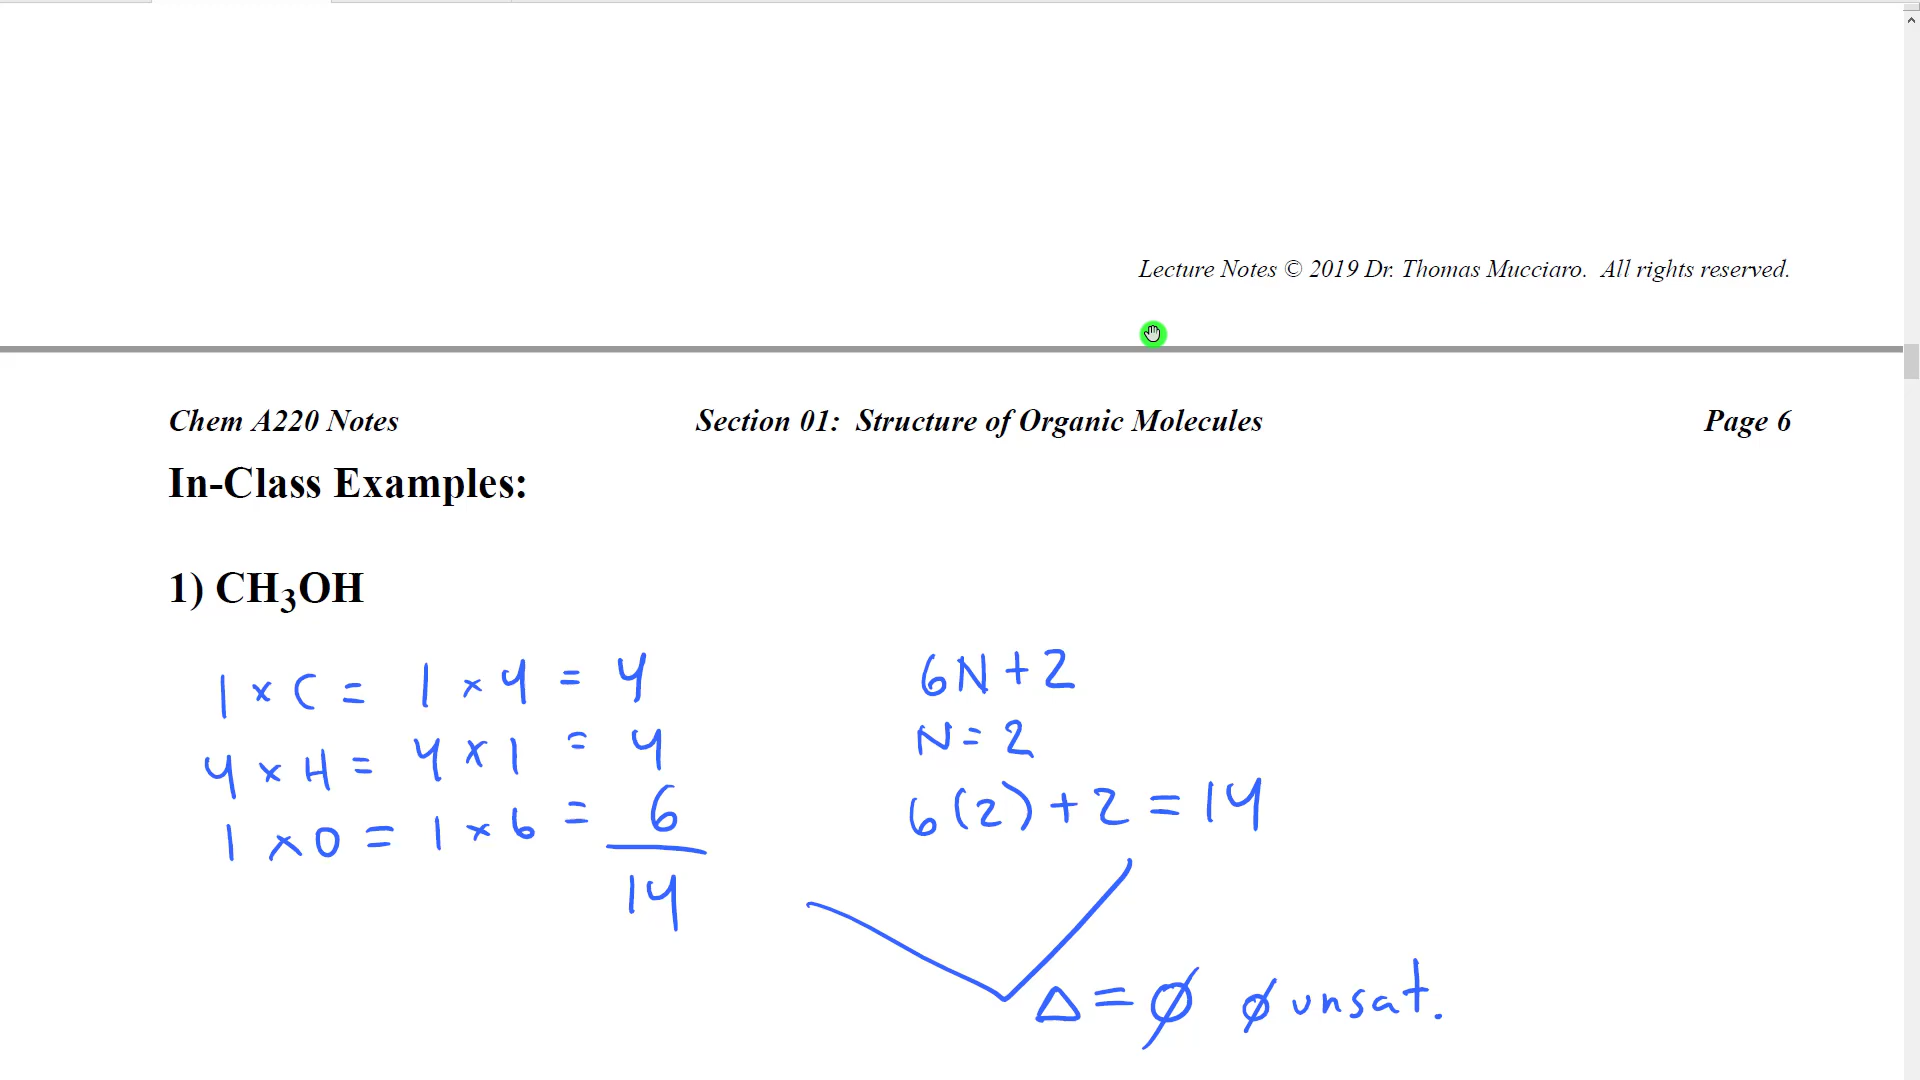 Lecture Notes © 2019 Dr. Thomas Mucciaro. All rights reserved.
Chem A220 Notes Section 01: Structure of Organic Molecules Page 6
In-Class Examples:
1) CH₃OH
1 × C = 1 × 4 = 4
4 × H = 4 × 1 = 4
1 × O = 1 × 6 = 6
14
6N + 2
N = 2
6(2) + 2 = 14
Δ = ∅ ∅ unsat.